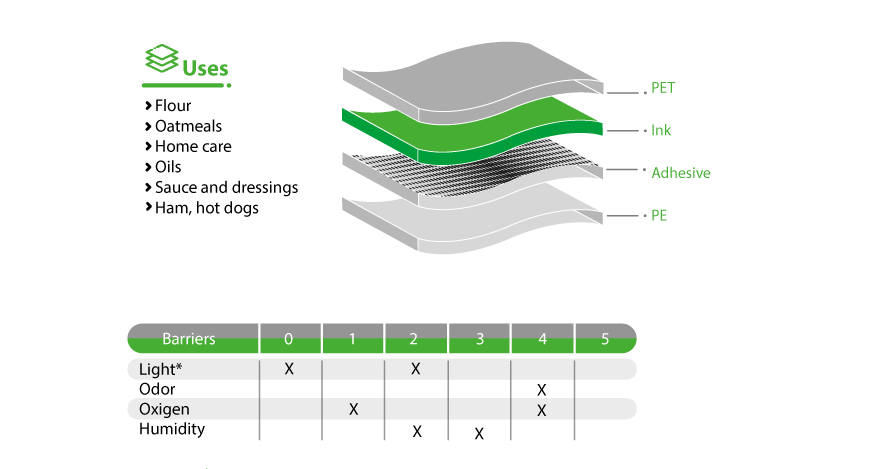 Uses
Flour
Oatmeals
Home care
Oils
Sauce and dressings
Ham, hot dogs
PET
Ink
Adhesive
PE
Barriers 0 1 2 3 4 5
Light* X X
Odor X
Oxigen X X
Humidity X X